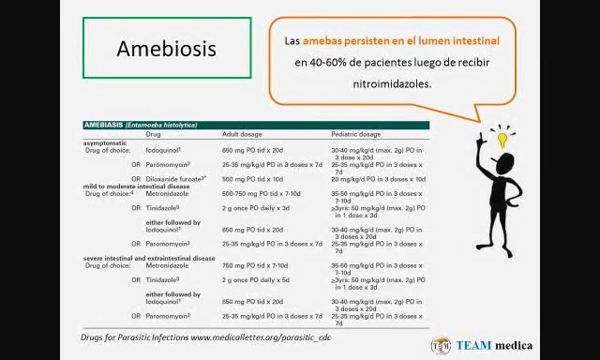 Amebiosis
Las amebas persisten en el lumen intestinal
en 40-60% de pacientes luego de recibir
nitroimidazoles.
AMEBIASIS (Entamoeba histolytica)
Drug Adult dosage Pediatric dosage
asymptomatic
Drug of choice: Iodoquinol¹ 650 mg PO tid x 20d 30-40 mg/kg/d (max. 2g) PO in
3 dose x 20d
OR Paromomycin² 25-35 mg/kg/d PO in 3 doses x 7d 25-35 mg/kg/d PO in 3 doses x
7d
OR Diloxanide furoate³* 500 mg PO tid x 10d 20 mg/kg/d PO in 3 doses x 10d
mild to moderate intestinal disease
Drug of choice:⁴ Metronidazole 500-750 mg PO tid x 7-10d 35-50 mg/kg/d PO in 3 doses x
7-10d
OR Tinidazole⁵ 2 g once PO daily x 3d ≥3yrs: 50 mg/kg/d (max. 2g) PO
in 1 dose x 3d
either followed by
Iodoquinol¹ 650 mg PO tid x 20d 30-40 mg/kg/d (max. 2g) PO in
3 doses x 20d
OR Paromomycin² 25-35 mg/kg/d PO in 3 doses x 7d 25-35 mg/kg/d PO in 3 doses x
7d
severe intestinal and extraintestinal disease
Drug of choice: Metronidazole 750 mg PO tid x 7-10d 35-50 mg/kg/d PO in 3 doses x
7-10d
OR Tinidazole⁵ 2 g once PO daily x 5d ≥3yrs: 50 mg/kg/d (max. 2g) PO
in 1 dose x 3d
either followed by
Iodoquinol¹ 650 mg PO tid x 20d 30-40 mg/kg/d (max. 2g) PO in
3 doses x 20d
OR Paromomycin² 25-35 mg/kg/d PO in 3 doses x 7d 25-35 mg/kg/d PO in 3 doses x
7d
Drugs for Parasitic Infections www.medicalletter.org/parasitic_cdc
TEAM medica